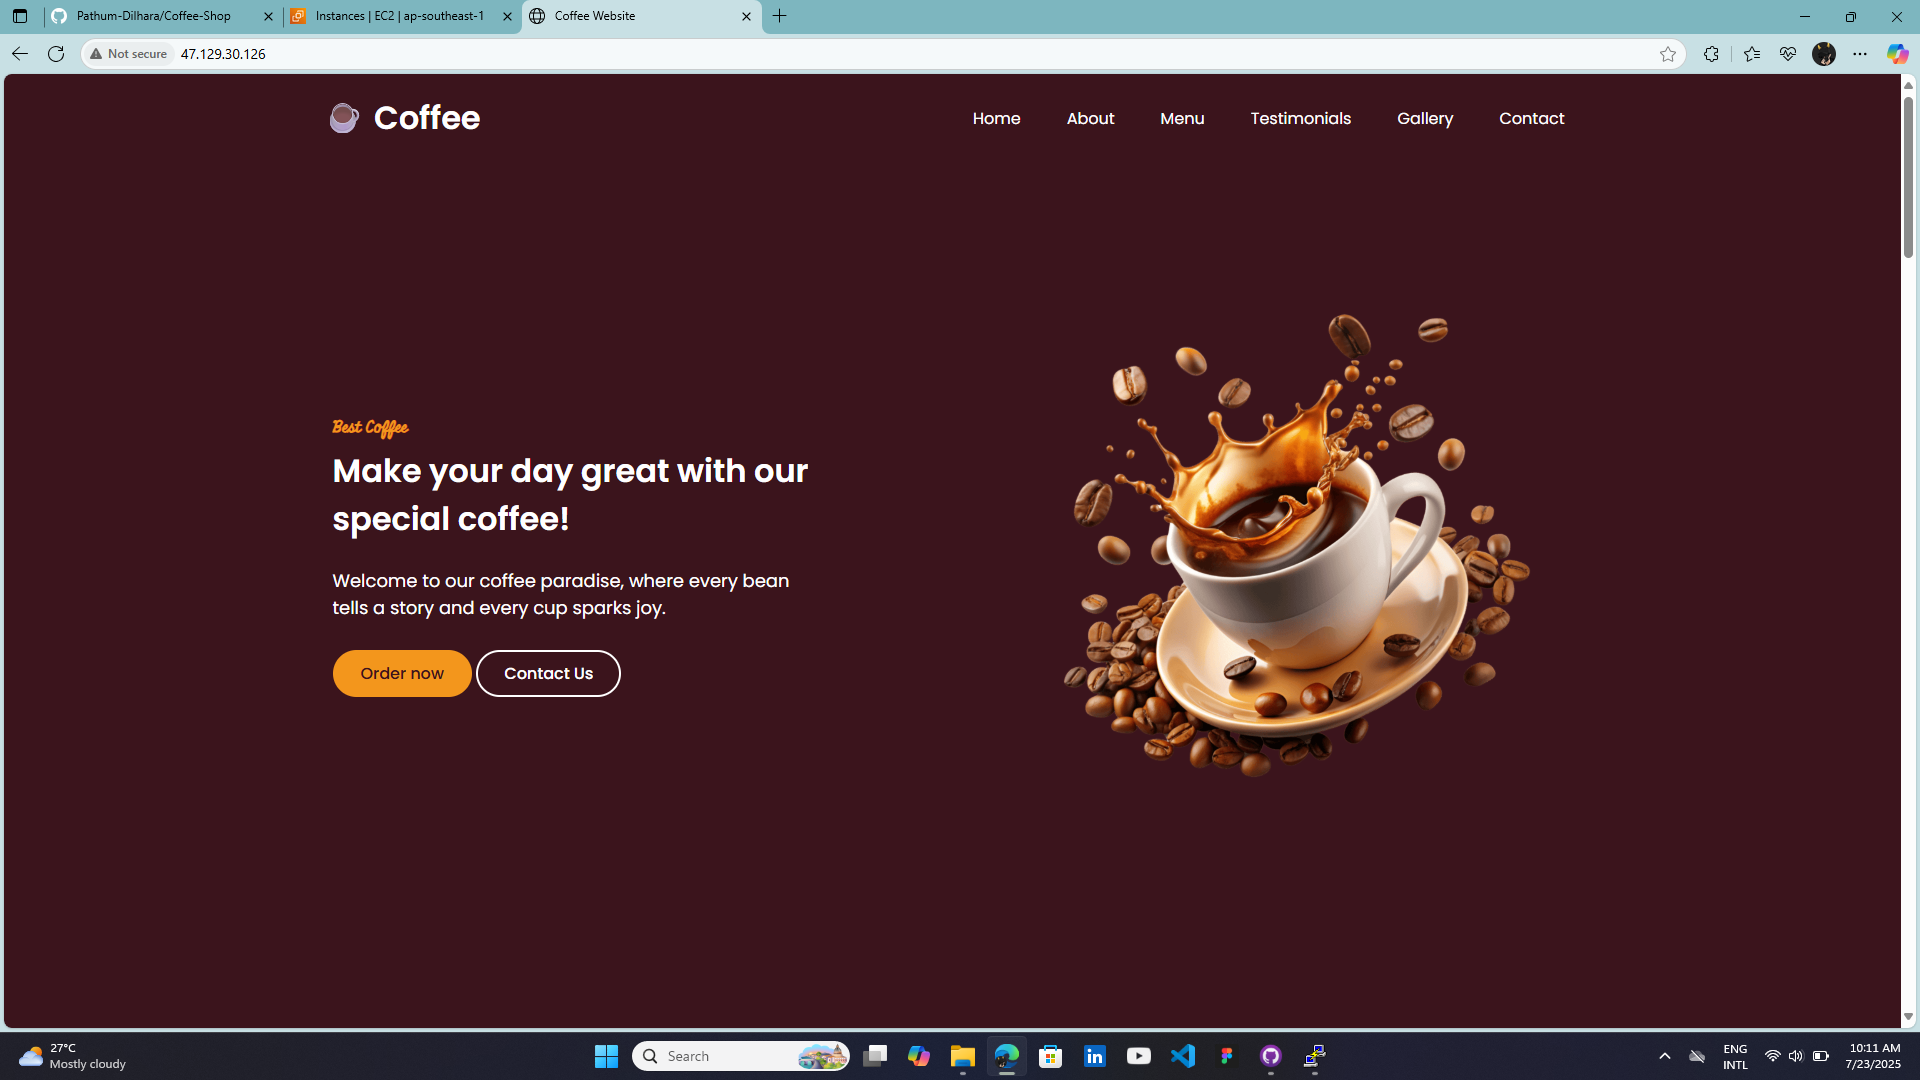 Pathum-Dilhara/Coffee-Shop
Instances | EC2 | ap-southeast-1
Coffee Website
Not secure
47.129.30.126
Coffee
Home
About
Menu
Testimonials
Gallery
Contact
Best Coffee
Make your day great with our
special coffee!
Welcome to our coffee paradise, where every bean
tells a story and every cup sparks joy.
Order now
Contact Us
27°C
Mostly cloudy
Search
ENG
INTL
10:11 AM
7/23/2025